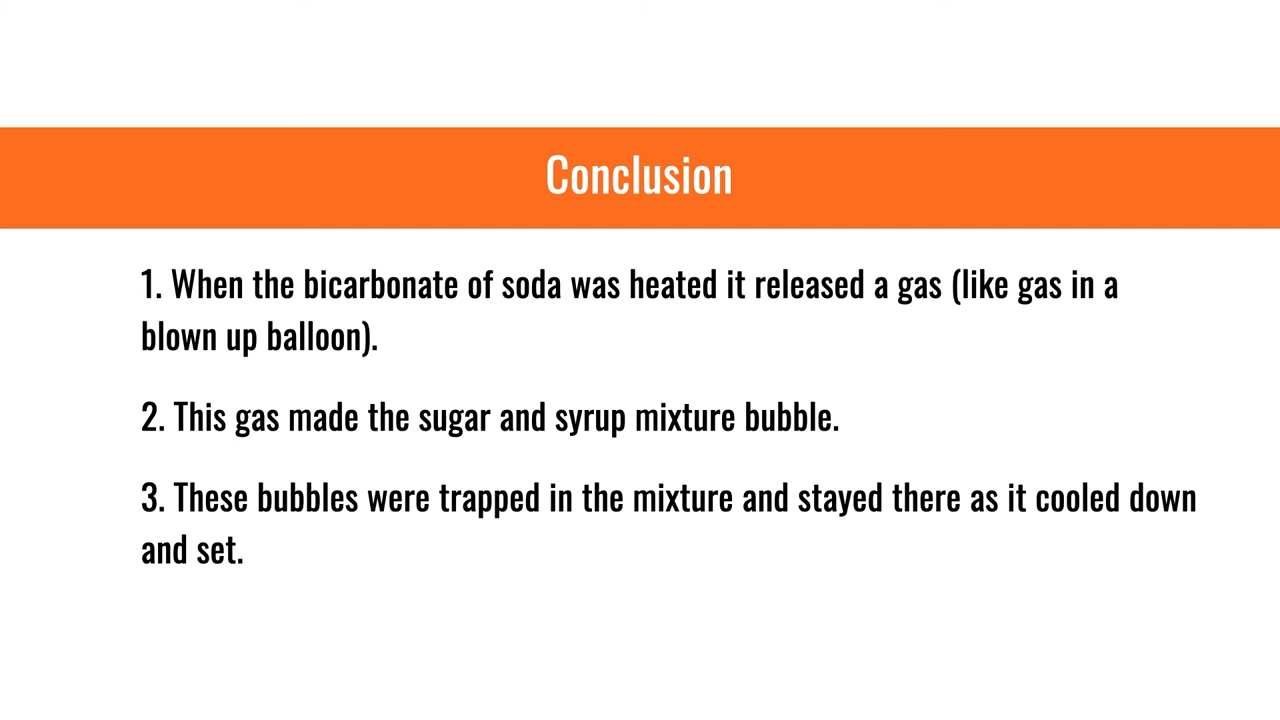 Conclusion
1. When the bicarbonate of soda was heated it released a gas (like gas in a
blown up balloon).
2. This gas made the sugar and syrup mixture bubble.
3. These bubbles were trapped in the mixture and stayed there as it cooled down
and set.